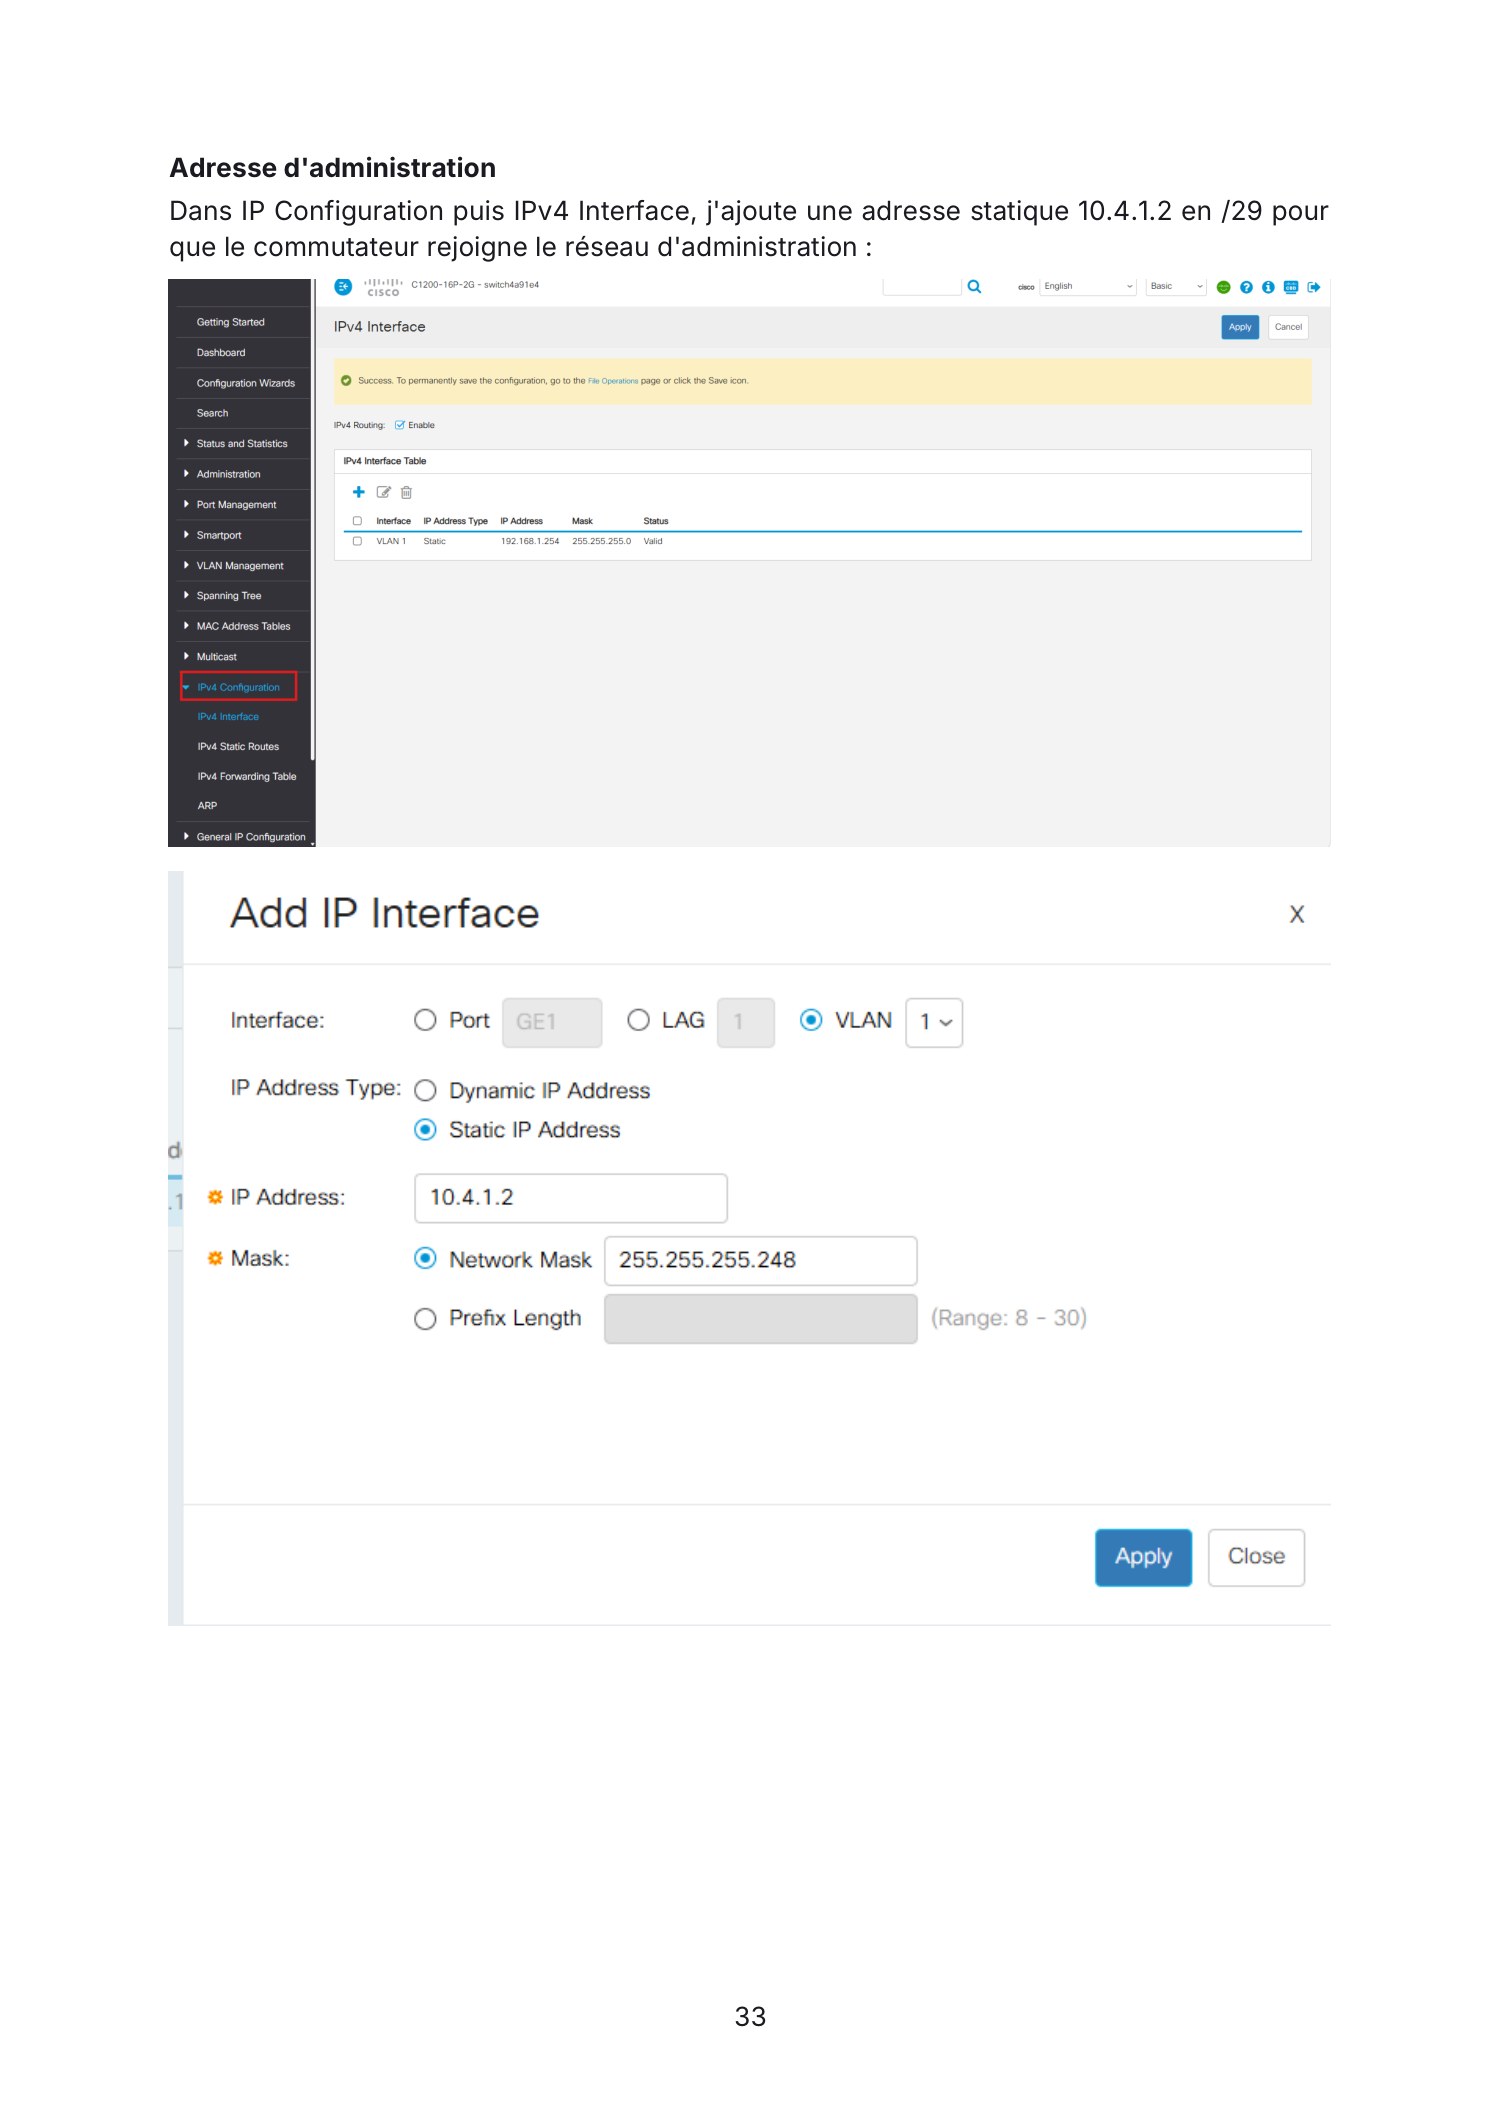 Adresse d'administration
Dans IP Configuration puis IPv4 Interface, j'ajoute une adresse statique 10.4.1.2 en /29 pour
que le commutateur rejoigne le réseau d'administration :
CISCO C1200-16P-2G - switch4a91e4 cisco English Basic
Getting Started
Dashboard
Configuration Wizards
Search
Status and Statistics
Administration
Port Management
Smartport
VLAN Management
Spanning Tree
MAC Address Tables
Multicast
IPv4 Configuration
IPv4 Interface
IPv4 Static Routes
IPv4 Forwarding Table
ARP
General IP Configuration
IPv4 Interface Apply Cancel
Success. To permanently save the configuration, go to the File Operations page or click the Save icon.
IPv4 Routing: Enable
IPv4 Interface Table
Interface IP Address Type IP Address Mask Status
VLAN 1 Static 192.168.1.254 255.255.255.0 Valid
Add IP Interface X
Interface: Port GE1 LAG 1 VLAN 1
IP Address Type: Dynamic IP Address
Static IP Address
d
.1
IP Address: 10.4.1.2
Mask: Network Mask 255.255.255.248
Prefix Length (Range: 8 - 30)
Apply Close
33